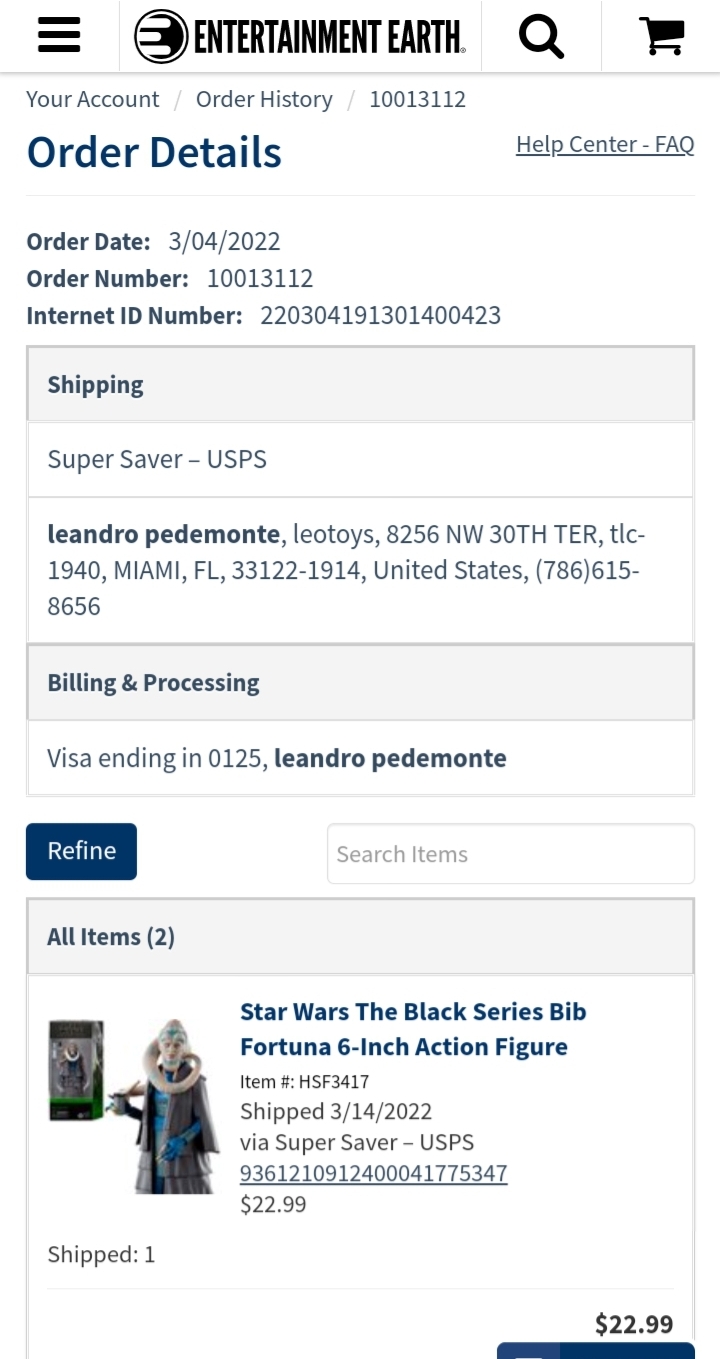 ENTERTAINMENT EARTH®
Your Account / Order History / 10013112
Order Details
Help Center - FAQ
Order Date: 3/04/2022
Order Number: 10013112
Internet ID Number: 220304191301400423
Shipping
Super Saver – USPS
leandro pedemonte, leotoys, 8256 NW 30TH TER, tlc-
1940, MIAMI, FL, 33122-1914, United States, (786)615-
8656
Billing & Processing
Visa ending in 0125, leandro pedemonte
Refine
Search Items
All Items (2)
Star Wars The Black Series Bib
Fortuna 6-Inch Action Figure
Item #: HSF3417
Shipped 3/14/2022
via Super Saver – USPS
9361210912400041775347
$22.99
Shipped: 1
$22.99